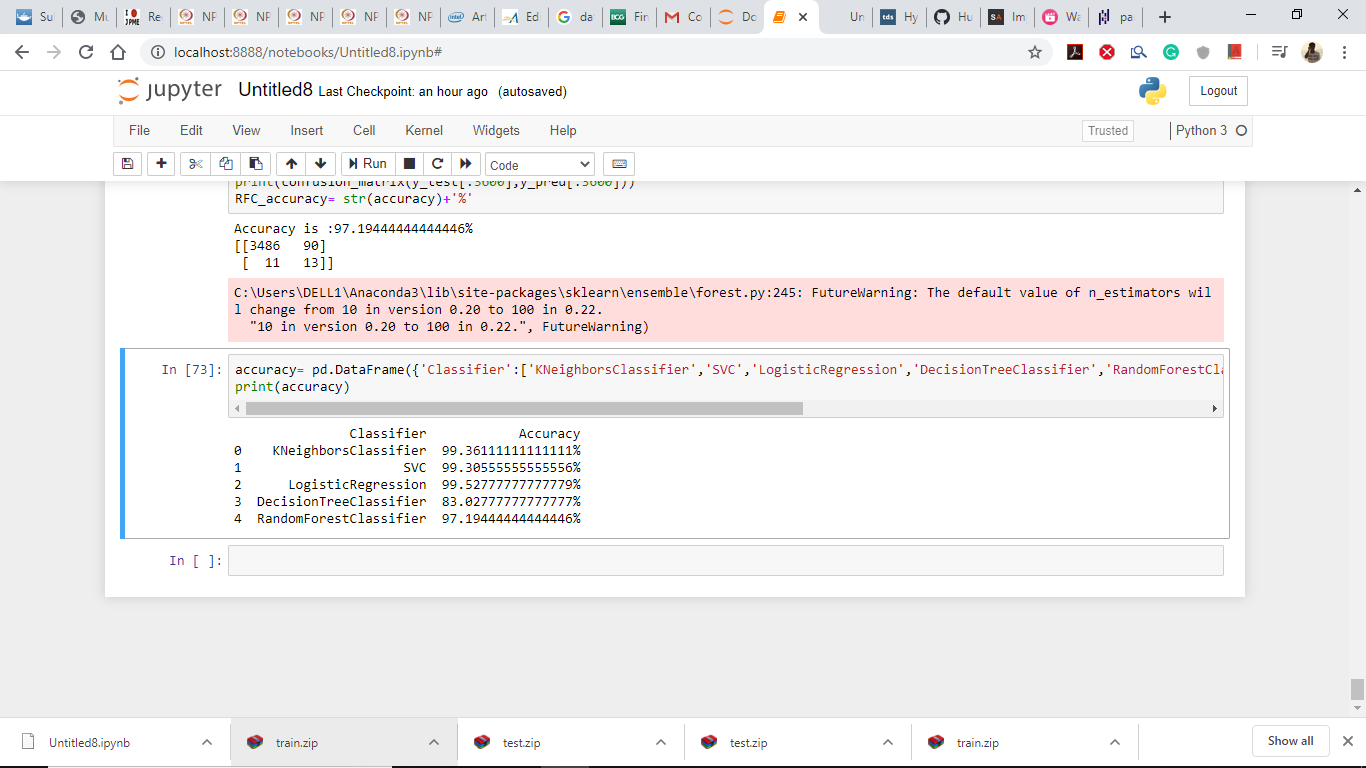 Su
Mu
Re
NP
NP
NP
NP
NP
Art
Ed
da
Fin
Co
Do
Un
Hy
Hu
Im
Wa
pa
localhost:8888/notebooks/Untitled8.ipynb#
jupyter Untitled8 Last Checkpoint: an hour ago (autosaved)
Logout
File Edit View Insert Cell Kernel Widgets Help
Trusted
Python 3
Run
Code
print(confusion_matrix(y_test[:3600],y_pred[:3600]))
RFC_accuracy= str(accuracy)+'%'
Accuracy is :97.19444444444446%
[[3486   90]
 [  11   13]]
C:\Users\DELL1\Anaconda3\lib\site-packages\sklearn\ensemble\forest.py:245: FutureWarning: The default value of n_estimators wil
l change from 10 in version 0.20 to 100 in 0.22.
  "10 in version 0.20 to 100 in 0.22.", FutureWarning)
In [73]: accuracy= pd.DataFrame({'Classifier':['KNeighborsClassifier','SVC','LogisticRegression','DecisionTreeClassifier','RandomForestCla
print(accuracy)
Classifier Accuracy
0 KNeighborsClassifier 99.36111111111111%
1 SVC 99.30555555555556%
2 LogisticRegression 99.52777777777779%
3 DecisionTreeClassifier 83.02777777777777%
4 RandomForestClassifier 97.19444444444446%
In [ ]:
Untitled8.ipynb
train.zip
test.zip
test.zip
train.zip
Show all